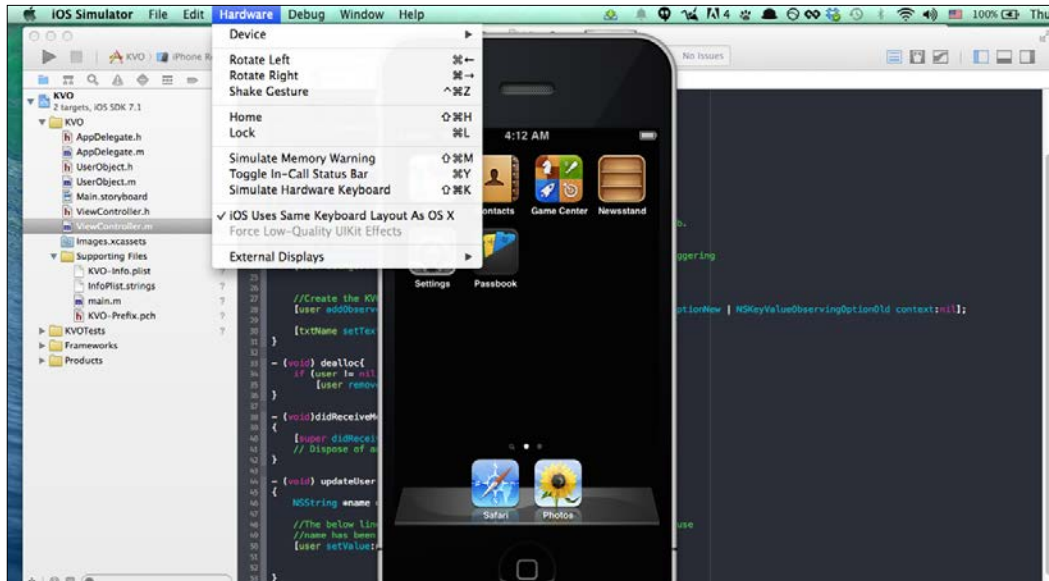 iOS Simulator File Edit Hardware Debug Window Help
4 100% Thu
KVO iPhone R
No Issues
Device
Rotate Left ⌘←
Rotate Right ⌘→
Shake Gesture ^⌘Z
Home ⇧⌘H
Lock ⌘L
Simulate Memory Warning ⇧⌘M
Toggle In-Call Status Bar ⌘Y
Simulate Hardware Keyboard ⇧⌘K
✓ iOS Uses Same Keyboard Layout As OS X
Force Low-Quality UIKit Effects
External Displays
KVO
2 targets, iOS SDK 7.1
KVO
AppDelegate.h
AppDelegate.m
UserObject.h
UserObject.m
Main.storyboard
ViewController.h
ViewController.m
Images.xcassets
Supporting Files
KVO-Info.plist ?
InfoPlist.strings ?
main.m ?
KVO-Prefix.pch ?
KVOTests
Frameworks
Products
4:12 AM
Contacts Game Center Newsstand
Settings Passbook
Safari Photos
b.
ggering
//Create the KV
[user addObserv ptionNew | NSKeyValueObservingOptionOld context:nil];
[txtName setTex
}
- (void) dealloc{
if (user != nil
[user remov
}
- (void)didReceiveMe
{
[super didRecei
// Dispose of a
}
- (void) updateUser
{
NSString *name
//The below lin use
//name has been
[user setValue:
}